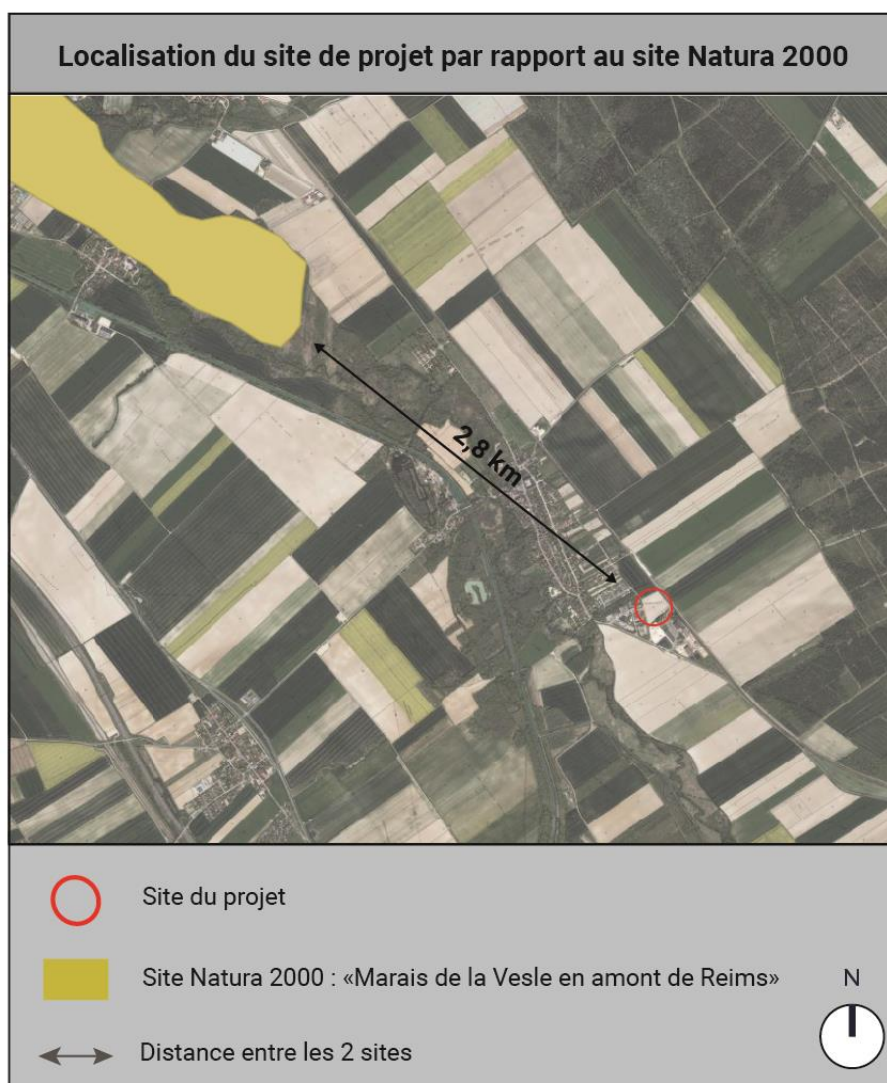 Localisation du site de projet par rapport au site Natura 2000
2,8 km
Site du projet
Site Natura 2000 : «Marais de la Vesle en amont de Reims»
N
Distance entre les 2 sites